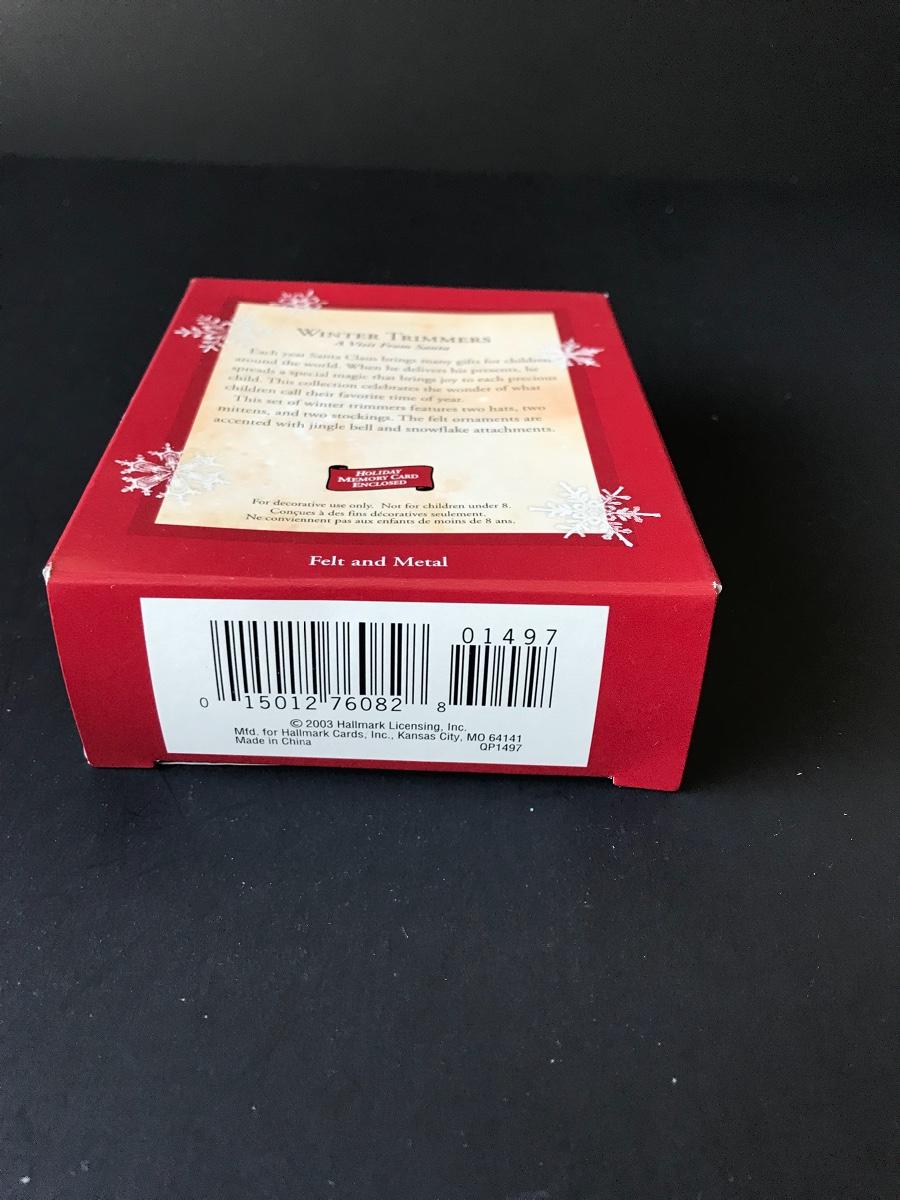 WINTER TRIMMERS
A Visit From Santa
Each year Santa Claus brings many gifts for children
around the world. When he delivers his presents, he
spreads a special magic that brings joy to each precious
child. This collection celebrates the wonder of what
children call their favorite time of year.
This set of winter trimmers features two hats, two
mittens, and two stockings. The felt ornaments are
accented with jingle bell and snowflake attachments.
HOLIDAY
MEMORY CARD
ENCLOSED
For decorative use only. Not for children under 8.
Conçues à des fins décoratives seulement.
Ne conviennent pas aux enfants de moins de 8 ans.
Felt and Metal
01497
0 15012 76082 8
© 2003 Hallmark Licensing, Inc.
Mfd. for Hallmark Cards, Inc., Kansas City, MO 64141
Made in China QP1497